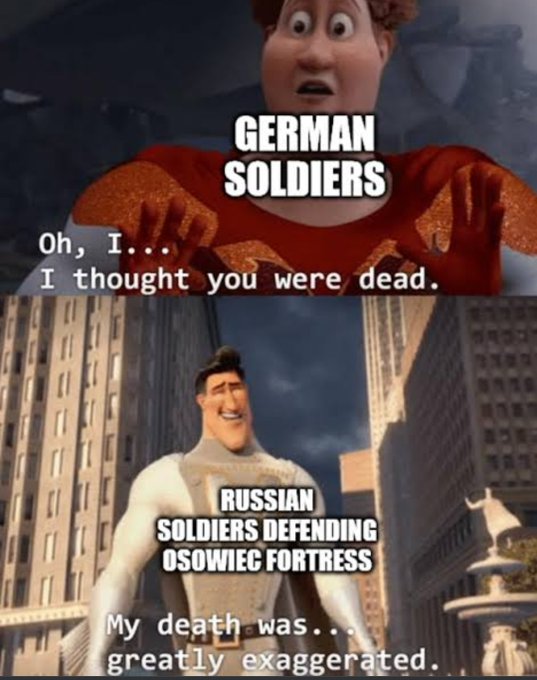 GERMAN
SOLDIERS
Oh, I...
I thought you were dead.
RUSSIAN
SOLDIERS DEFENDING
OSOWIEC FORTRESS
My death was...
greatly exaggerated.